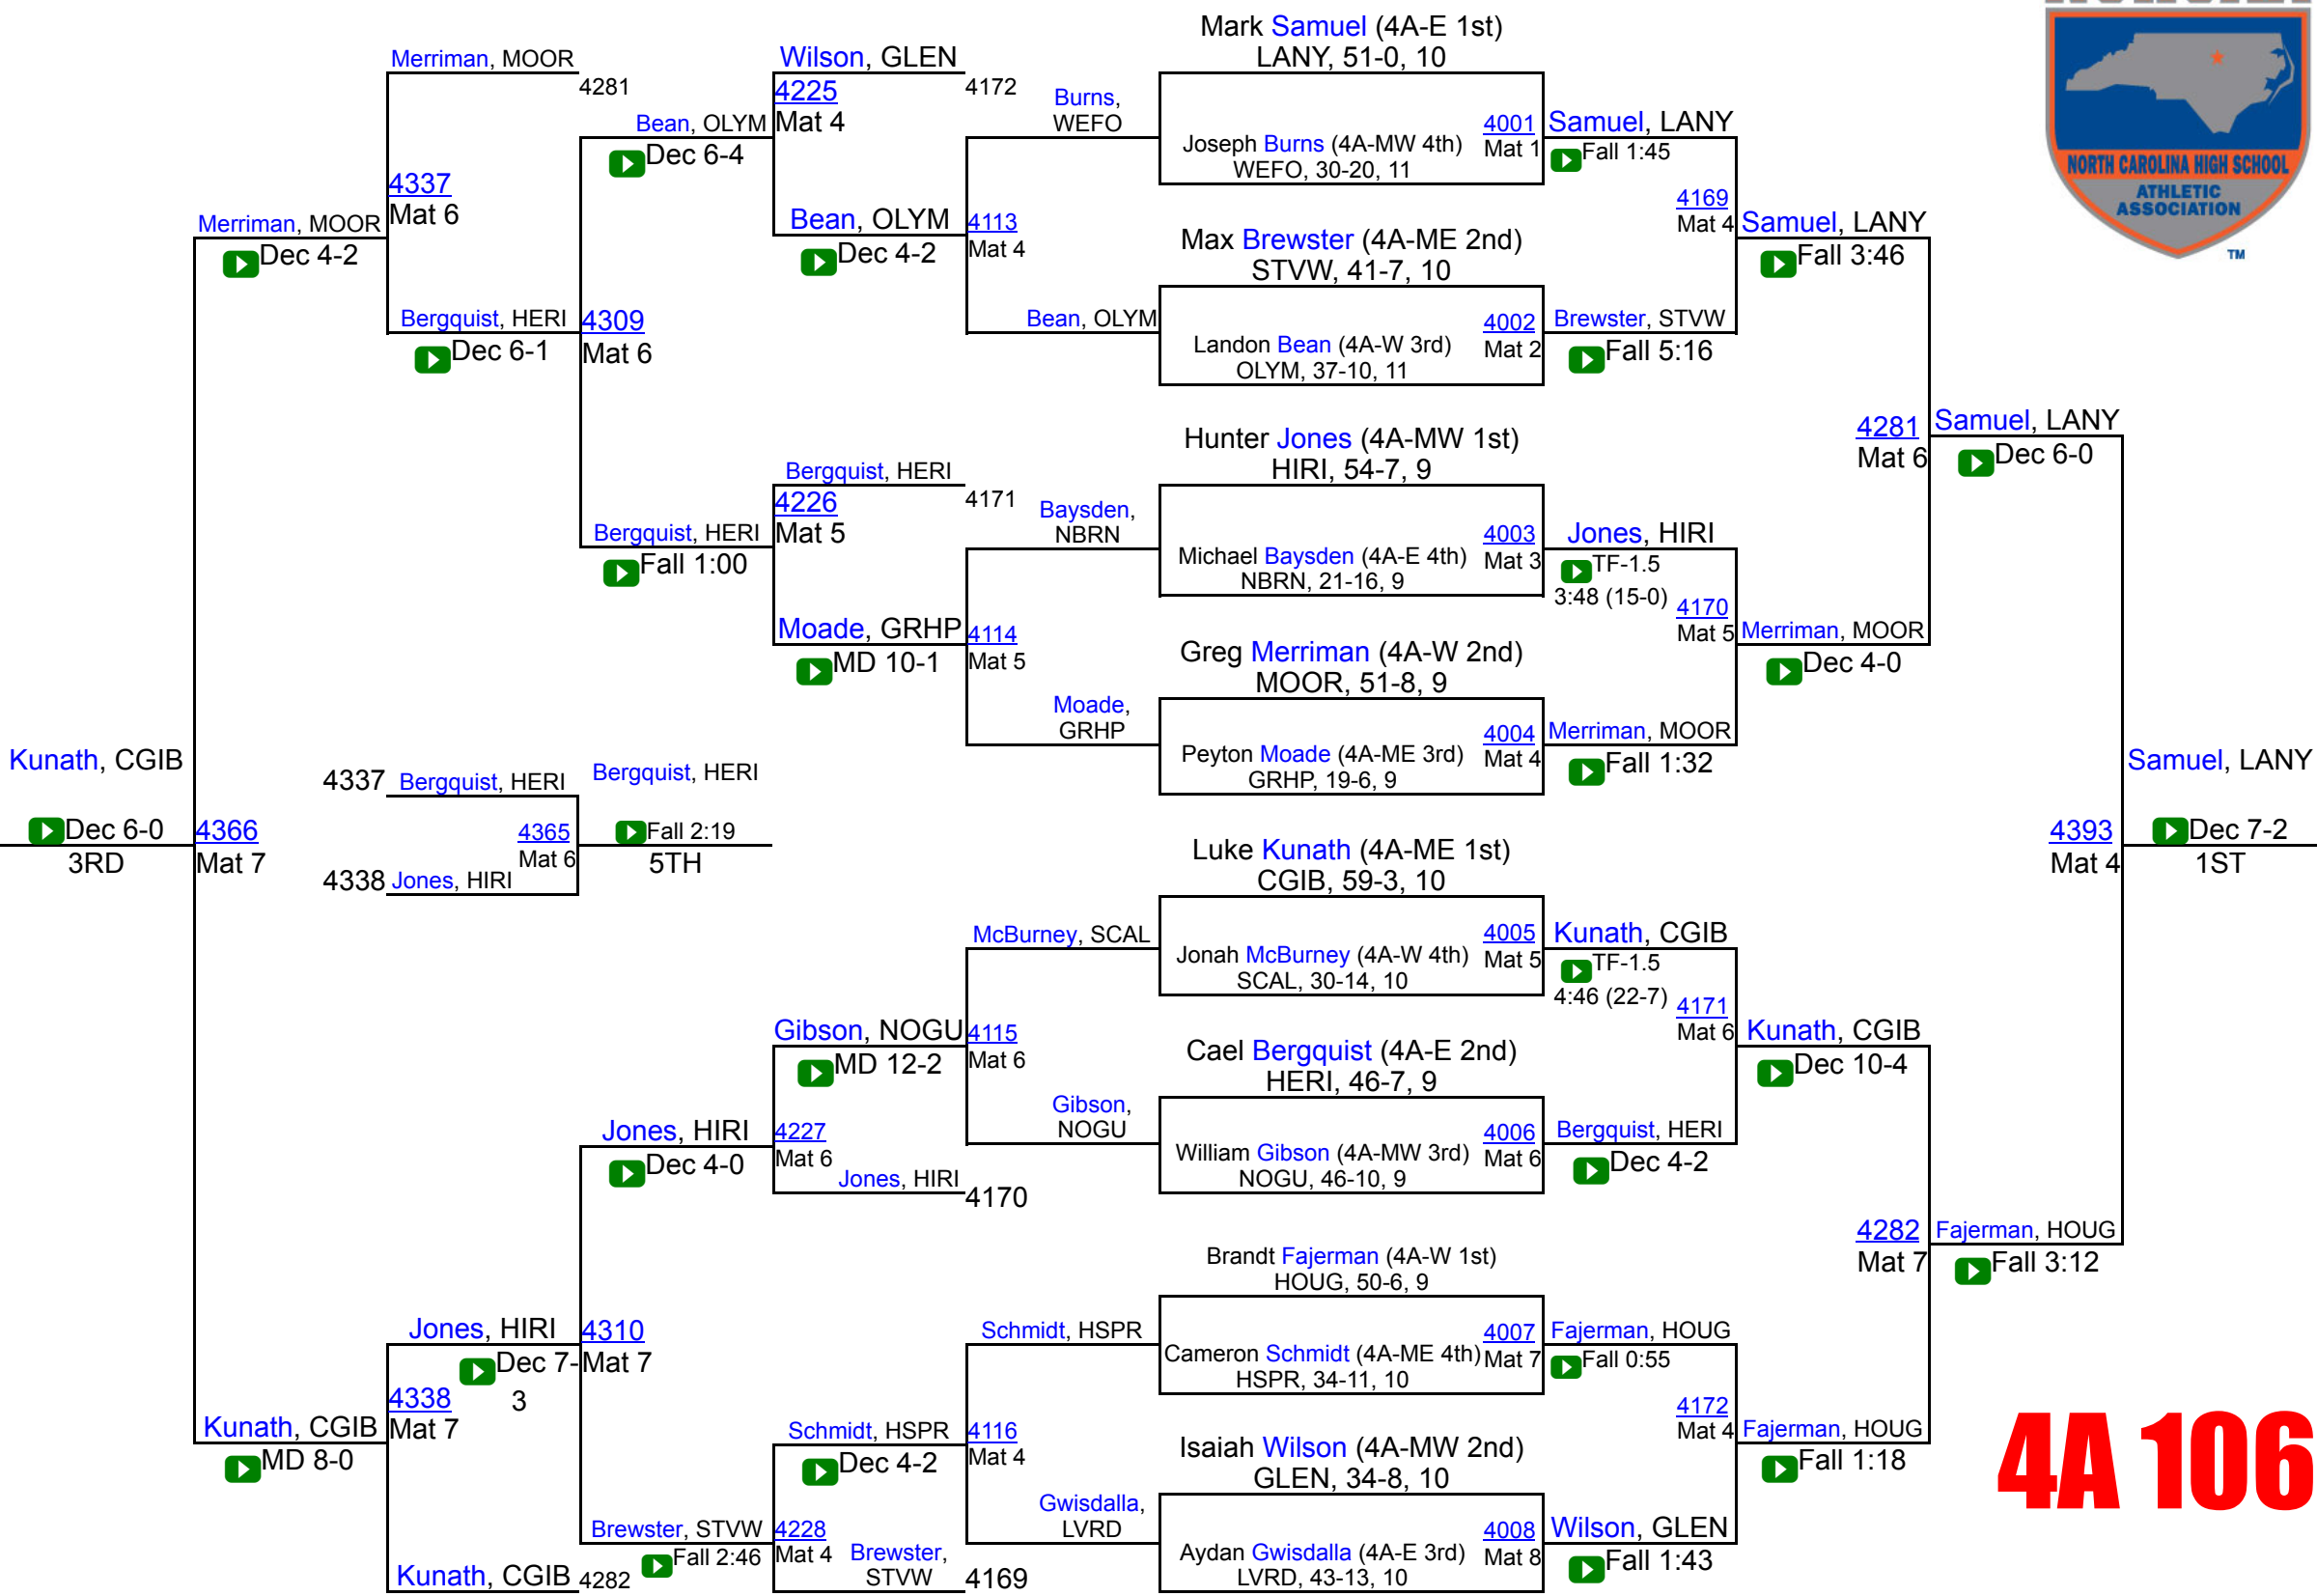 Mark Samuel (4A-E 1st)
LANY, 51-0, 10
Joseph Burns (4A-MW 4th)
WEFO, 30-20, 11
4001
Mat 1
Samuel, LANY
Fall 1:45
Max Brewster (4A-ME 2nd)
STVW, 41-7, 10
Landon Bean (4A-W 3rd)
OLYM, 37-10, 11
4002
Mat 2
Brewster, STVW
Fall 5:16
Hunter Jones (4A-MW 1st)
HIRI, 54-7, 9
Michael Baysden (4A-E 4th)
NBRN, 21-16, 9
4003
Mat 3
Jones, HIRI
TF-1.5
3:48 (15-0)
Greg Merriman (4A-W 2nd)
MOOR, 51-8, 9
Peyton Moade (4A-ME 3rd)
GRHP, 19-6, 9
4004
Mat 4
Merriman, MOOR
Fall 1:32
Luke Kunath (4A-ME 1st)
CGIB, 59-3, 10
Jonah McBurney (4A-W 4th)
SCAL, 30-14, 10
4005
Mat 5
Kunath, CGIB
TF-1.5
4:46 (22-7)
Cael Bergquist (4A-E 2nd)
HERI, 46-7, 9
William Gibson (4A-MW 3rd)
NOGU, 46-10, 9
4006
Mat 6
Bergquist, HERI
Dec 4-2
Brandt Fajerman (4A-W 1st)
HOUG, 50-6, 9
Cameron Schmidt (4A-ME 4th)
HSPR, 34-11, 10
4007
Mat 7
Fajerman, HOUG
Fall 0:55
Isaiah Wilson (4A-MW 2nd)
GLEN, 34-8, 10
Aydan Gwisdalla (4A-E 3rd)
LVRD, 43-13, 10
4008
Mat 8
Wilson, GLEN
Fall 1:43
4169
Mat 4
Samuel, LANY
Fall 3:46
4170
Mat 5
Merriman, MOOR
Dec 4-0
4171
Mat 6
Kunath, CGIB
Dec 10-4
4172
Mat 4
Fajerman, HOUG
Fall 1:18
4281
Mat 6
Samuel, LANY
Dec 6-0
4282
Mat 7
Fajerman, HOUG
Fall 3:12
4393
Mat 4
Samuel, LANY
Dec 7-2
1ST
Burns,
WEFO
Bean, OLYM
4113
Mat 4
Bean, OLYM
Dec 4-2
Baysden,
NBRN
Moade,
GRHP
4114
Mat 5
Moade, GRHP
MD 10-1
McBurney, SCAL
Gibson,
NOGU
4115
Mat 6
Gibson, NOGU
MD 12-2
Schmidt, HSPR
Gwisdalla,
LVRD
4116
Mat 4
Schmidt, HSPR
Dec 4-2
Wilson, GLEN
4172
4225
Mat 4
Bean, OLYM
Dec 6-4
Bergquist, HERI
4171
4226
Mat 5
Bergquist, HERI
Fall 1:00
4227
Mat 6
Jones, HIRI
4170
Jones, HIRI
Dec 4-0
4228
Mat 4
Brewster,
STVW
4169
Brewster, STVW
Fall 2:46
4309
Mat 6
Bergquist, HERI
Dec 6-1
4310
Mat 7
Jones, HIRI
Dec 7-
3
Merriman, MOOR
4281
4337
Mat 6
Merriman, MOOR
Dec 4-2
4338
Mat 7
Kunath, CGIB
4282
Kunath, CGIB
MD 8-0
4366
Mat 7
Kunath, CGIB
Dec 6-0
3RD
4337
Bergquist, HERI
4338
Jones, HIRI
4365
Mat 6
Bergquist, HERI
Fall 2:19
5TH
NORTH CAROLINA HIGH SCHOOL
ATHLETIC
ASSOCIATION
TM
4A 106